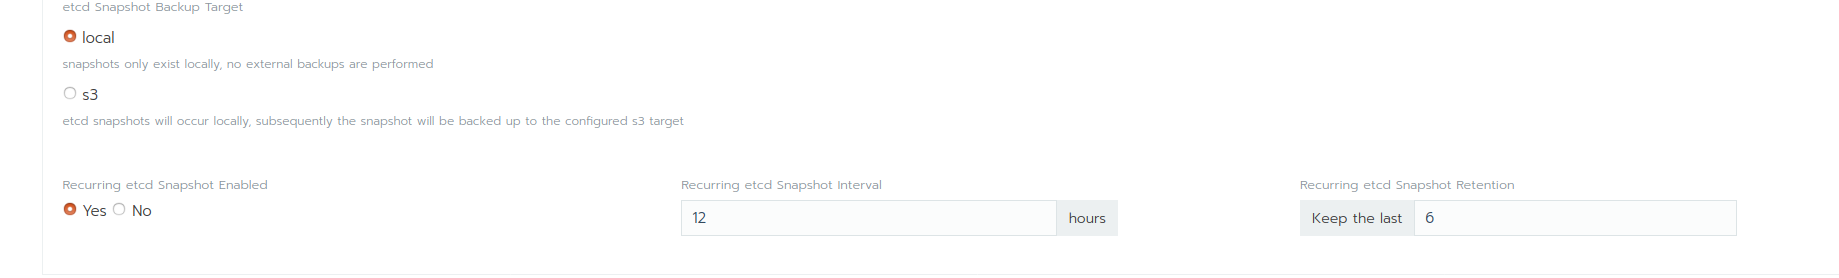 etcd Snapshot Backup Target
local
snapshots only exist locally, no external backups are performed
s3
etcd snapshots will occur locally, subsequently the snapshot will be backed up to the configured s3 target
Recurring etcd Snapshot Enabled
Yes No
Recurring etcd Snapshot Interval
12 hours
Recurring etcd Snapshot Retention
Keep the last 6